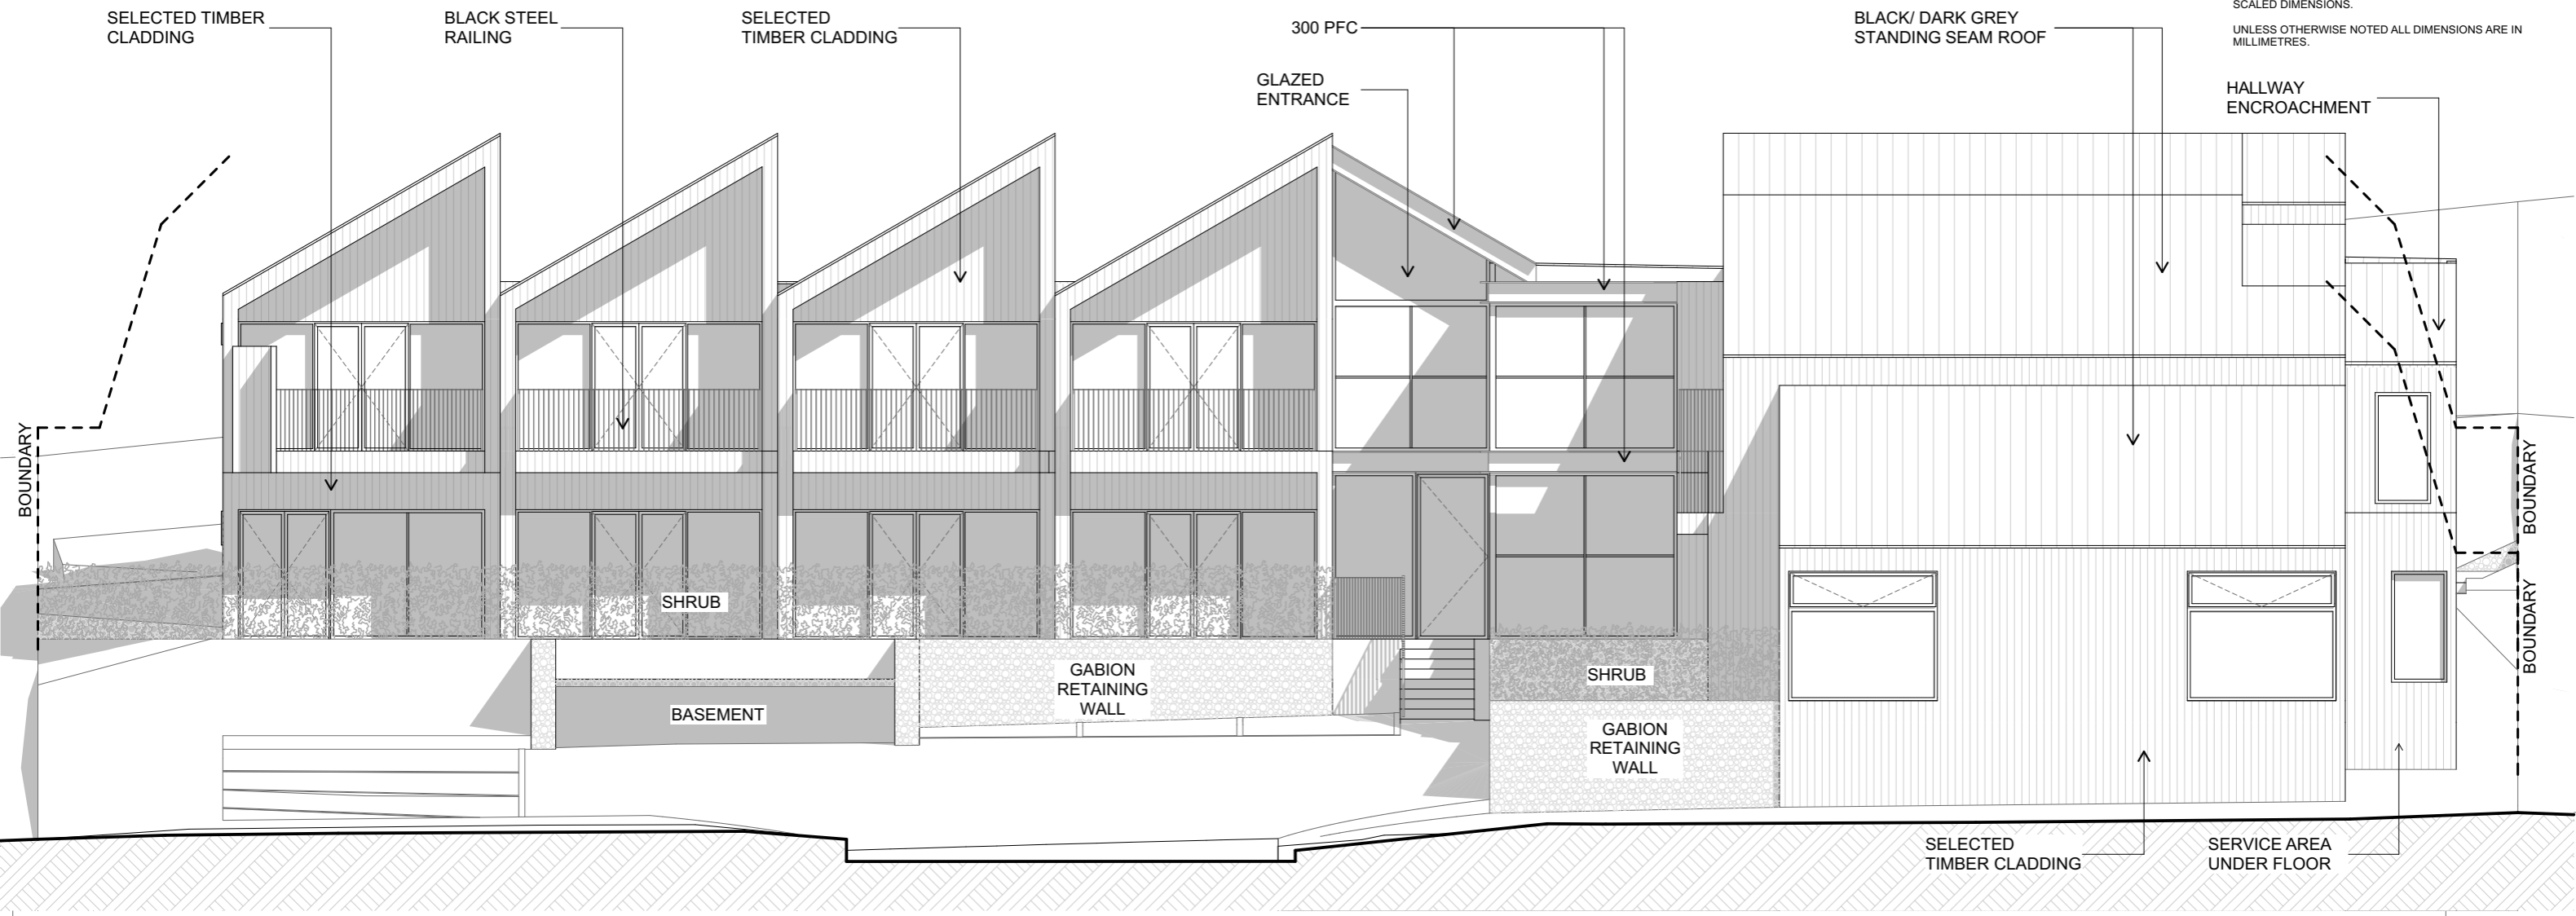 SCALED DIMENSIONS.
UNLESS OTHERWISE NOTED ALL DIMENSIONS ARE IN
MILLIMETRES.
SELECTED TIMBER
CLADDING
BLACK STEEL
RAILING
SELECTED
TIMBER CLADDING
300 PFC
GLAZED
ENTRANCE
BLACK/ DARK GREY
STANDING SEAM ROOF
HALLWAY
ENCROACHMENT
BOUNDARY
BOUNDARY
BOUNDARY
SHRUB
BASEMENT
GABION
RETAINING
WALL
SHRUB
GABION
RETAINING
WALL
SELECTED
TIMBER CLADDING
SERVICE AREA
UNDER FLOOR